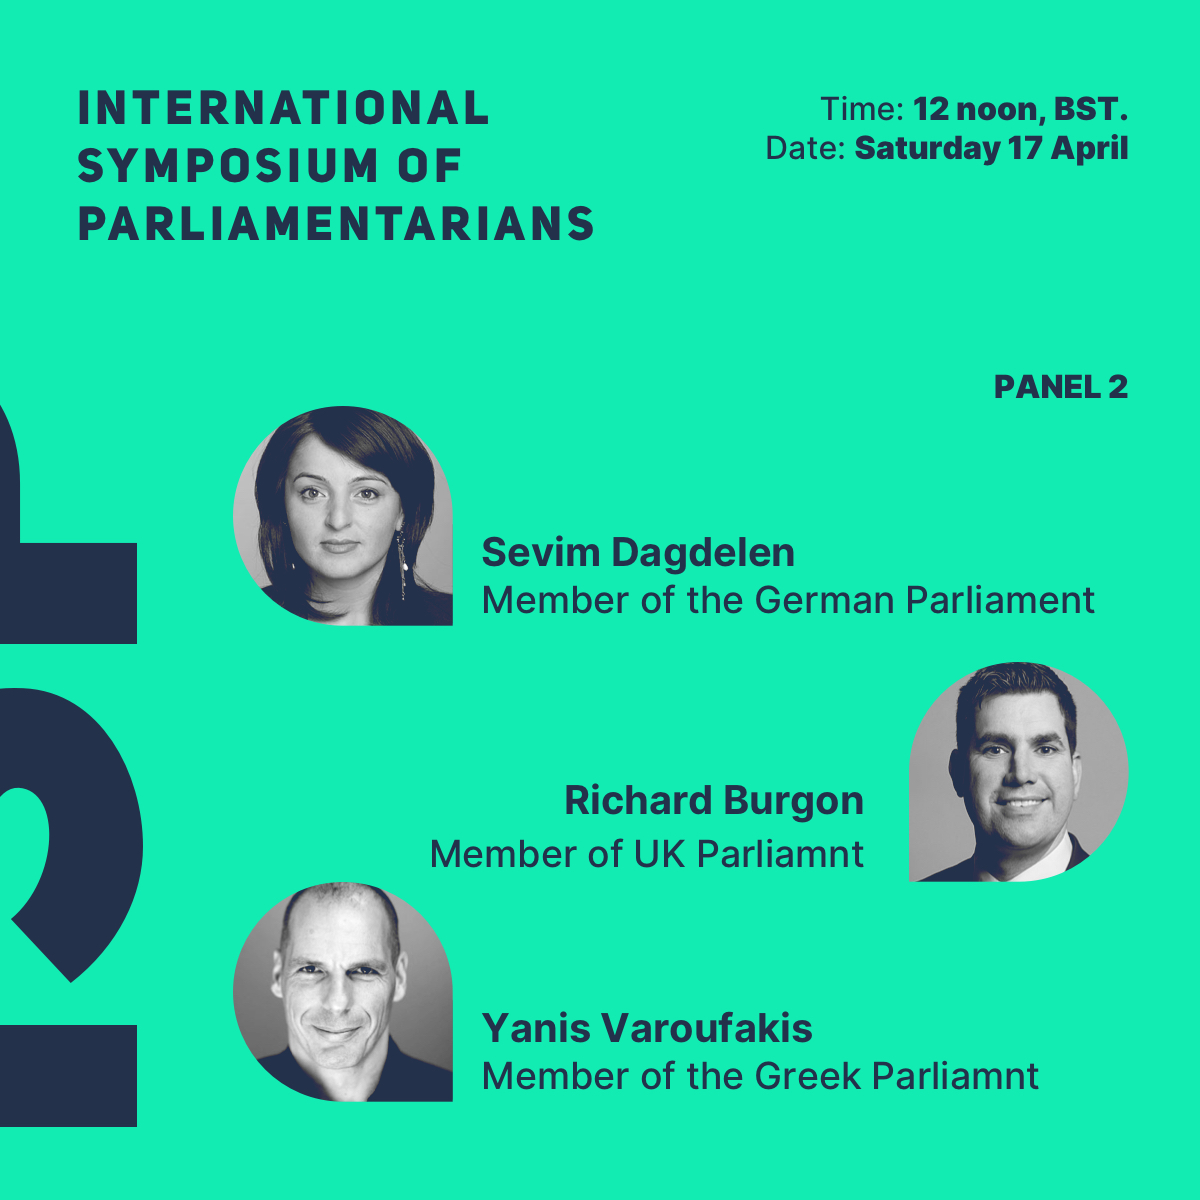 INTERNATIONAL
SYMPOSIUM OF
PARLIAMENTARIANS
Time: 12 noon, BST.
Date: Saturday 17 April
PANEL 2
Sevim Dagdelen
Member of the German Parliament
Richard Burgon
Member of UK Parliamnt
Yanis Varoufakis
Member of the Greek Parliamnt